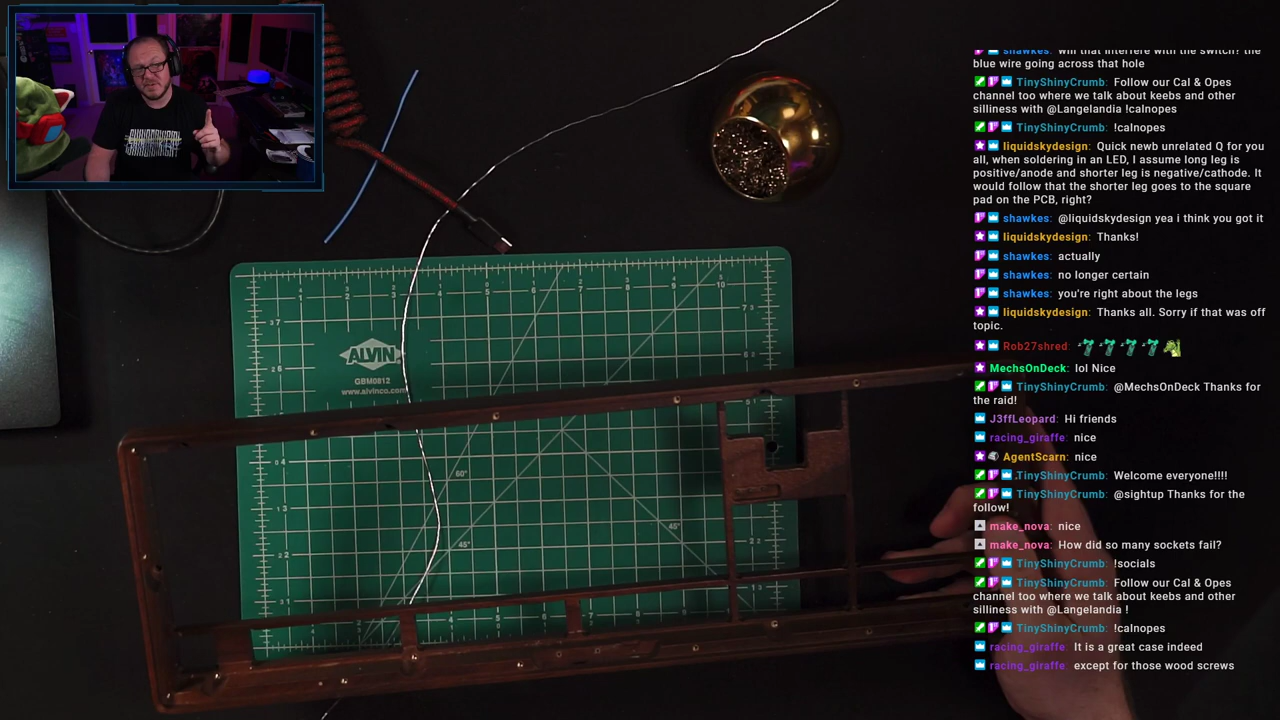 shawkes: will that interfere with the switch? the
blue wire going across that hole
TinyShinyCrumb: Follow our Cal & Opes
channel too where we talk about keebs and other
silliness with @Langelandia !calnopes
TinyShinyCrumb: !calnopes
liquidskydesign: Quick newb unrelated Q for you
all, when soldering in an LED, I assume long leg is
positive/anode and shorter leg is negative/cathode. It
would follow that the shorter leg goes to the square
pad on the PCB, right?
shawkes: @liquidskydesign yea i think you got it
liquidskydesign: Thanks!
shawkes: actually
shawkes: no longer certain
shawkes: you're right about the legs
liquidskydesign: Thanks all. Sorry if that was off
topic.
Rob27shred:
MechsOnDeck: lol Nice
TinyShinyCrumb: @MechsOnDeck Thanks for
the raid!
J3ffLeopard: Hi friends
racing_giraffe: nice
AgentScarn: nice
TinyShinyCrumb: Welcome everyone!!!!
TinyShinyCrumb: @sightup Thanks for the
follow!
make_nova: nice
make_nova: How did so many sockets fail?
TinyShinyCrumb: !socials
TinyShinyCrumb: Follow our Cal & Opes
channel too where we talk about keebs and other
silliness with @Langelandia !
TinyShinyCrumb: !calnopes
racing_giraffe: It is a great case indeed
racing_giraffe: except for those wood screws
ALVIN
GBM0812
www.alvinco.com
60°
45°
45°